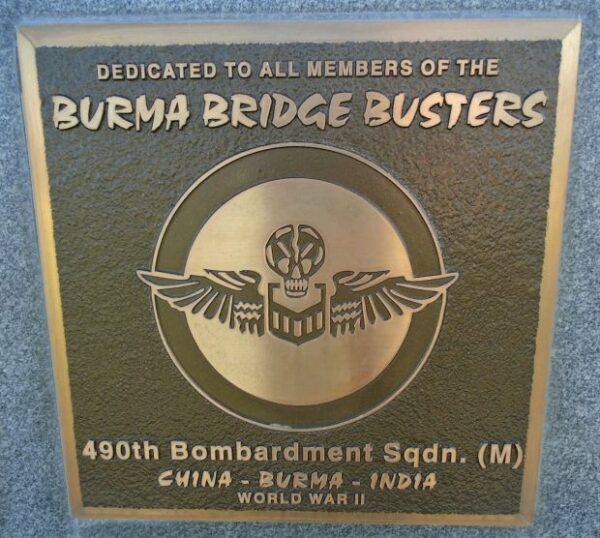 DEDICATED TO ALL MEMBERS OF THE
BURMA BRIDGE BUSTERS
490th Bombardment Sqdn. (M)
CHINA - BURMA - INDIA
WORLD WAR II